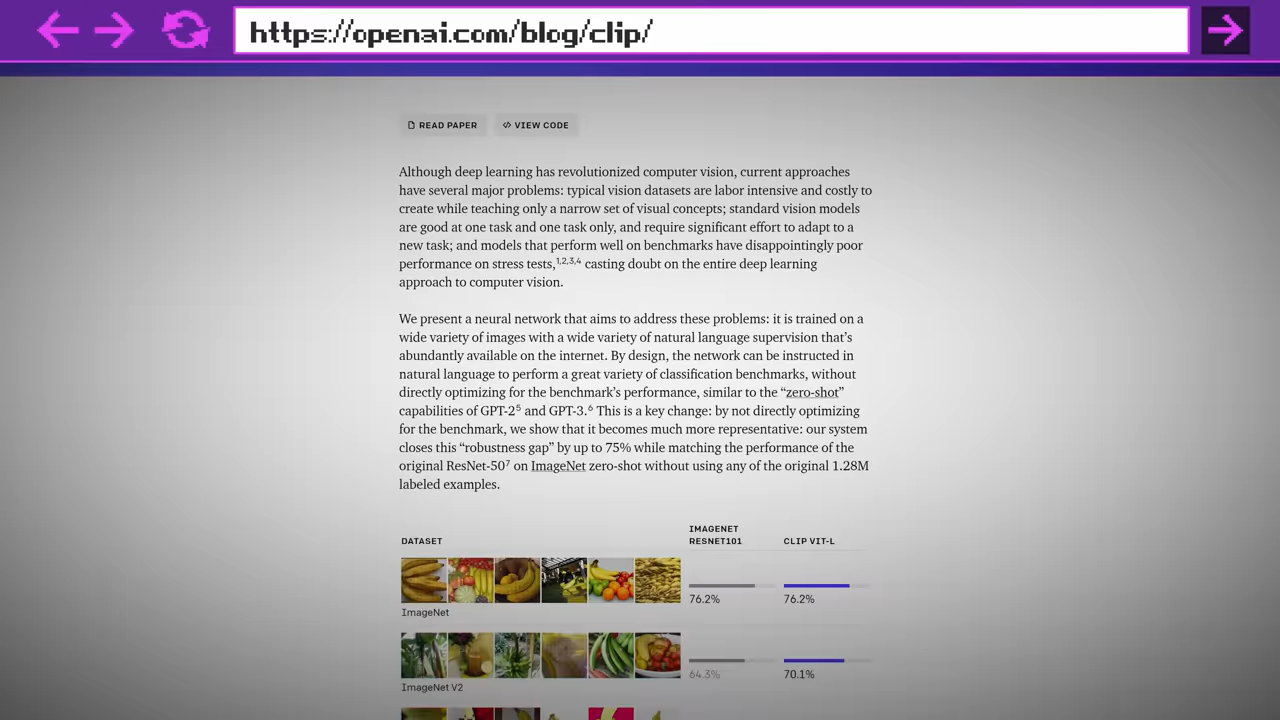 https://openai.com/blog/clip/
READ PAPER
VIEW CODE
Although deep learning has revolutionized computer vision, current approaches
have several major problems: typical vision datasets are labor intensive and costly to
create while teaching only a narrow set of visual concepts; standard vision models
are good at one task and one task only, and require significant effort to adapt to a
new task; and models that perform well on benchmarks have disappointingly poor
performance on stress tests,1,2,3,4 casting doubt on the entire deep learning
approach to computer vision.
We present a neural network that aims to address these problems: it is trained on a
wide variety of images with a wide variety of natural language supervision that's
abundantly available on the internet. By design, the network can be instructed in
natural language to perform a great variety of classification benchmarks, without
directly optimizing for the benchmark's performance, similar to the “zero-shot”
capabilities of GPT-25 and GPT-3.6 This is a key change: by not directly optimizing
for the benchmark, we show that it becomes much more representative: our system
closes this “robustness gap” by up to 75% while matching the performance of the
original ResNet-507 on ImageNet zero-shot without using any of the original 1.28M
labeled examples.
DATASET
IMAGENET
RESNET101
CLIP VIT-L
76.2%
76.2%
ImageNet
64.3%
70.1%
ImageNet V2